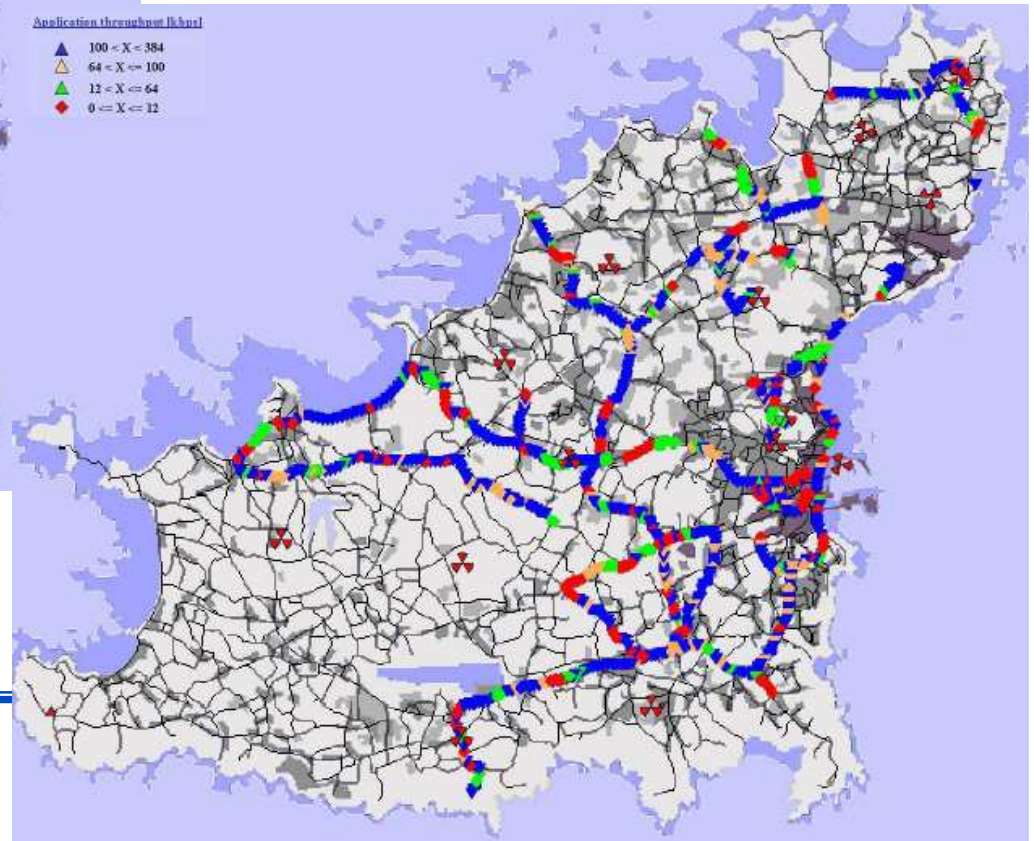 Application throughput [kbps]
100 < X < 384
64 < X <= 100
12 < X <= 64
0 <= X <= 12